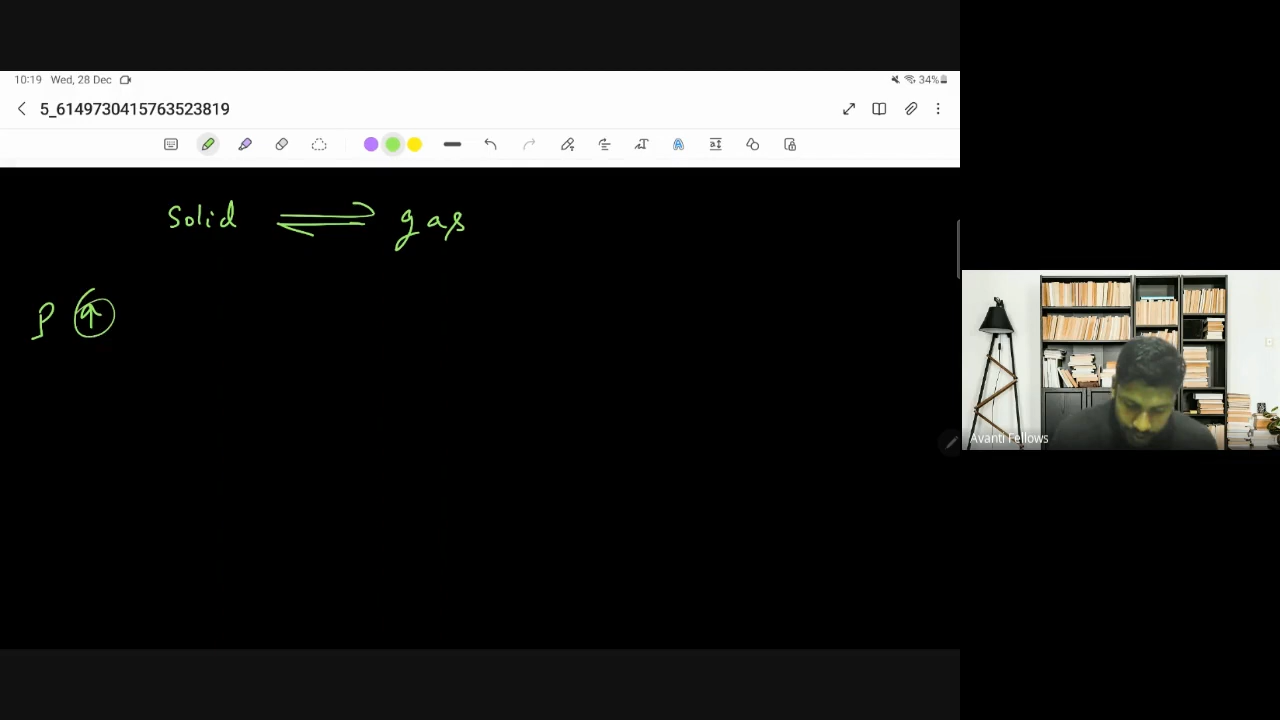 10:19 Wed, 28 Dec 34%
5_6149730415763523819
Solid ⇌ gas
P ↑
Avanti Fellows